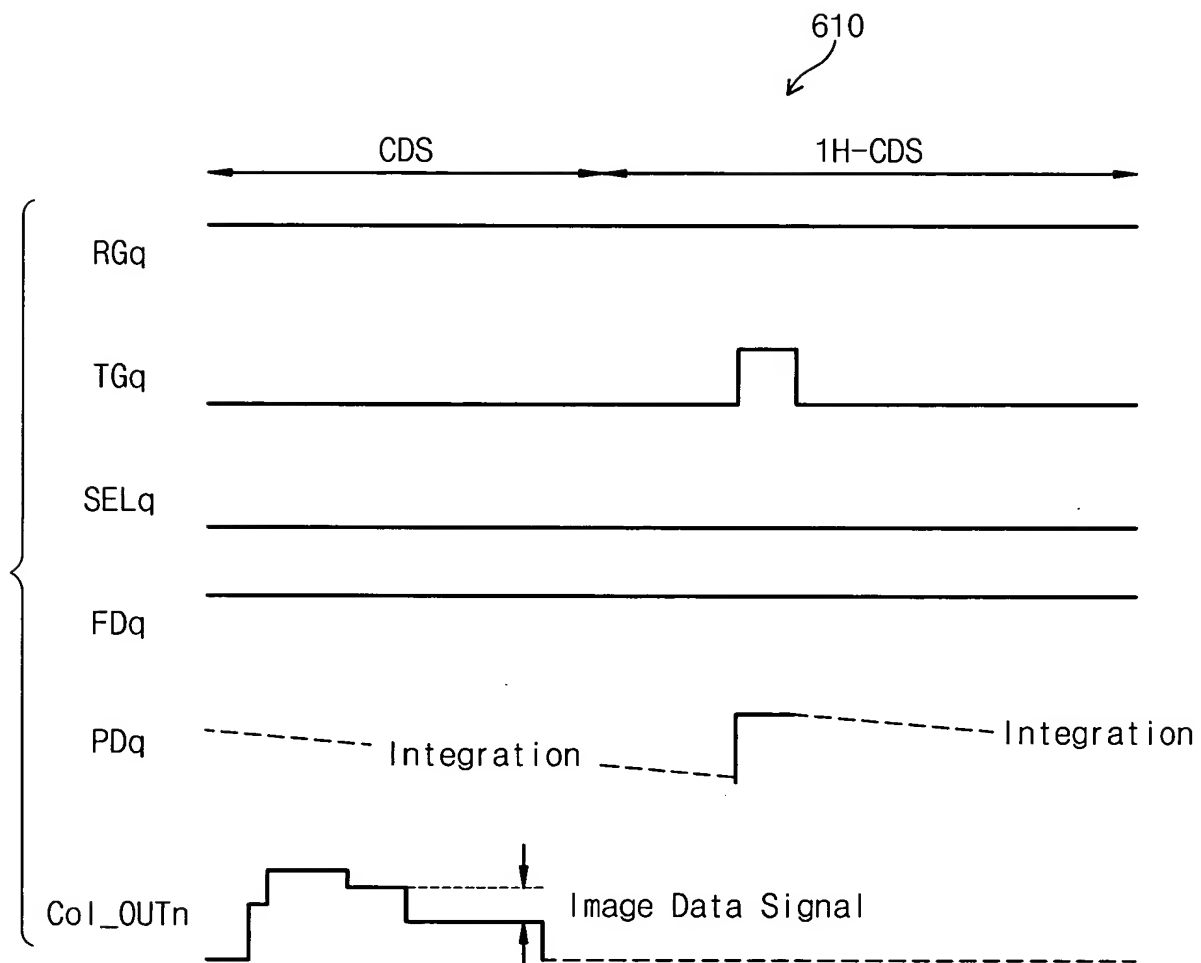 610
CDS
1H-CDS
RGq
TGq
SELq
FDq
PDq
Integration
Integration
Col_OUTn
Image Data Signal